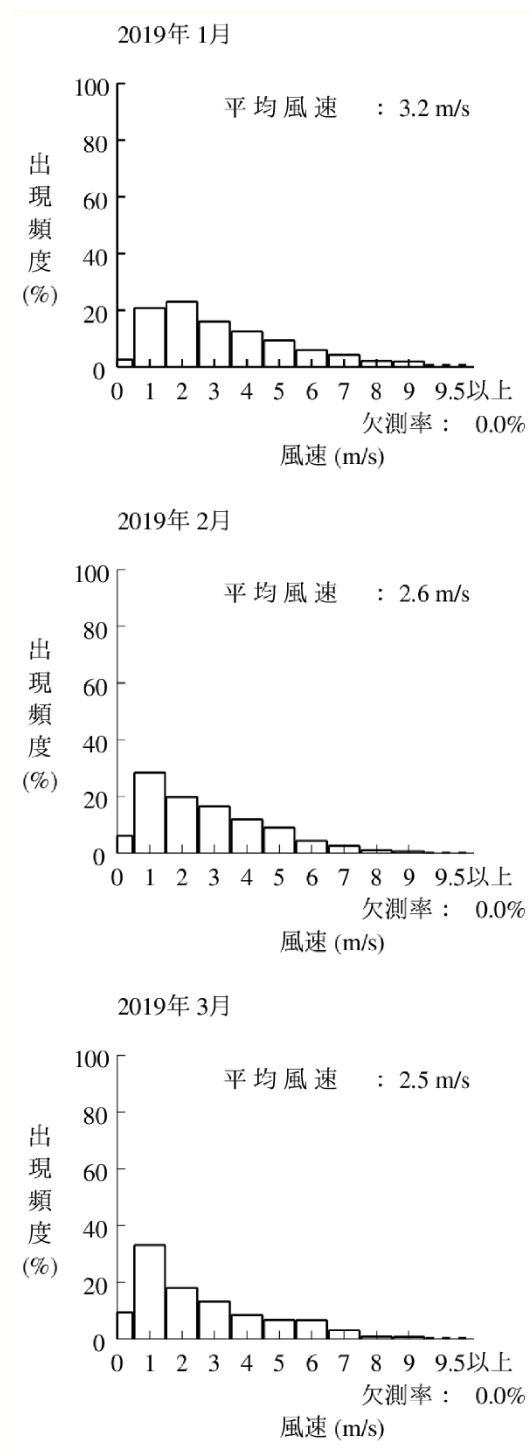 2019年 1月
平均風速 : 3.2 m/s
出現頻度 (%)
100
80
60
40
20
0
0 1 2 3 4 5 6 7 8 9 9.5以上
欠測率: 0.0%
風速 (m/s)
2019年 2月
平均風速 : 2.6 m/s
出現頻度 (%)
100
80
60
40
20
0
0 1 2 3 4 5 6 7 8 9 9.5以上
欠測率: 0.0%
風速 (m/s)
2019年 3月
平均風速 : 2.5 m/s
出現頻度 (%)
100
80
60
40
20
0
0 1 2 3 4 5 6 7 8 9 9.5以上
欠測率: 0.0%
風速 (m/s)